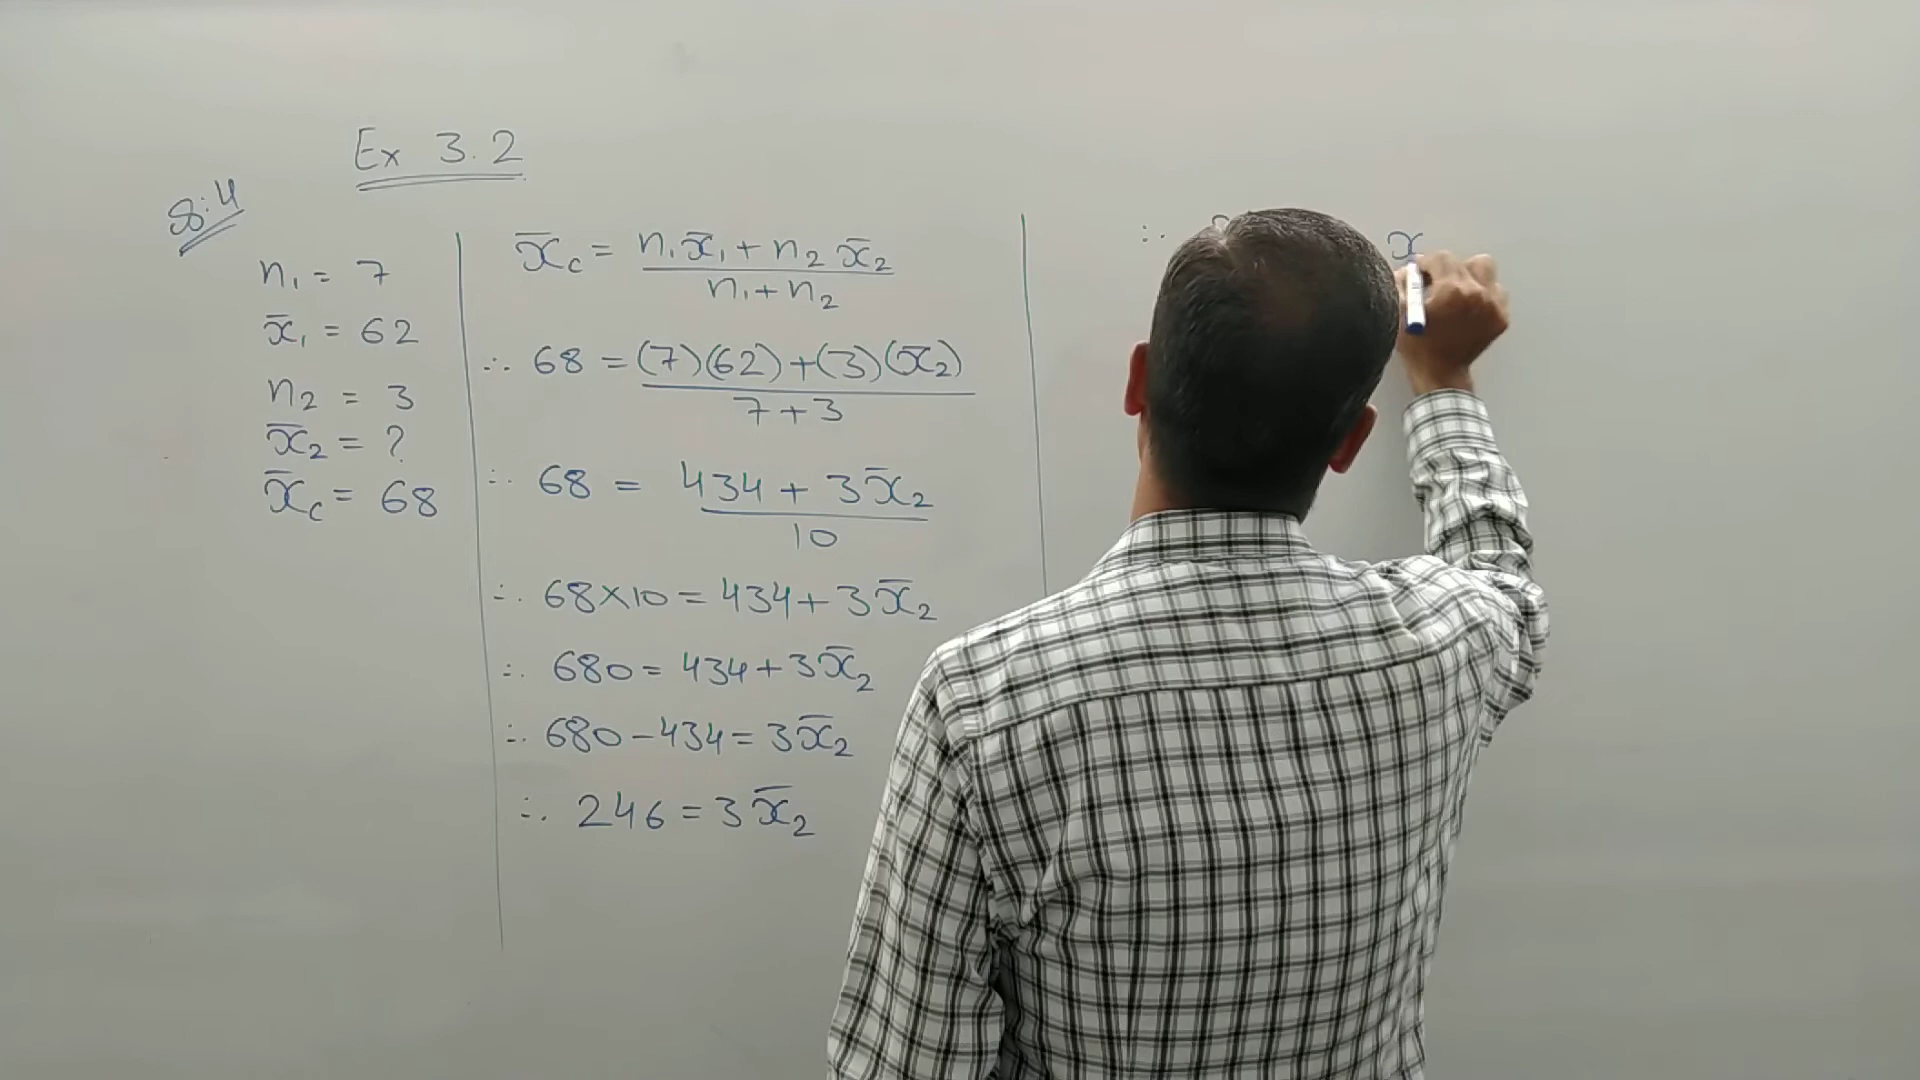 Ex 3.2
8:4
n₁ = 7
x̄₁ = 62
n₂ = 3
x̄₂ = ?
x̄c = 68
x̄c = n₁x̄₁ + n₂x̄₂
n₁ + n₂
∴ 68 = (7)(62) + (3)(x̄₂)
7 + 3
∴ 68 = 434 + 3x̄₂
10
∴ 68×10 = 434 + 3x̄₂
∴ 680 = 434 + 3x̄₂
∴ 680 – 434 = 3x̄₂
∴ 246 = 3x̄₂
∴ x